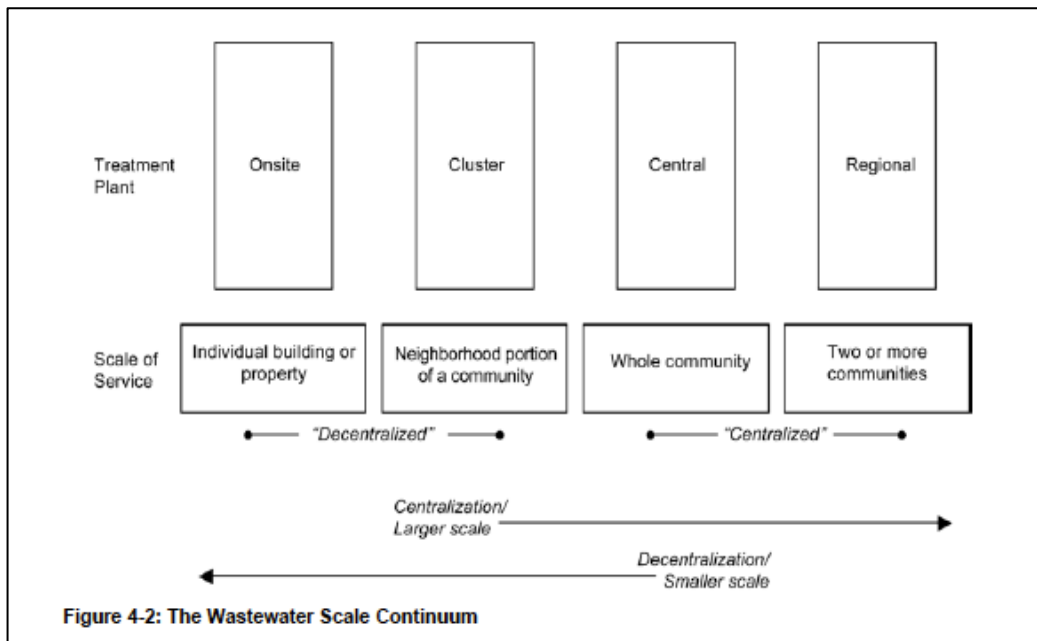 Treatment
Plant
Onsite
Cluster
Central
Regional
Scale of
Service
Individual building or
property
Neighborhood portion
of a community
Whole community
Two or more
communities
"Decentralized"
"Centralized"
Centralization/
Larger scale
Decentralization/
Smaller scale
Figure 4-2: The Wastewater Scale Continuum